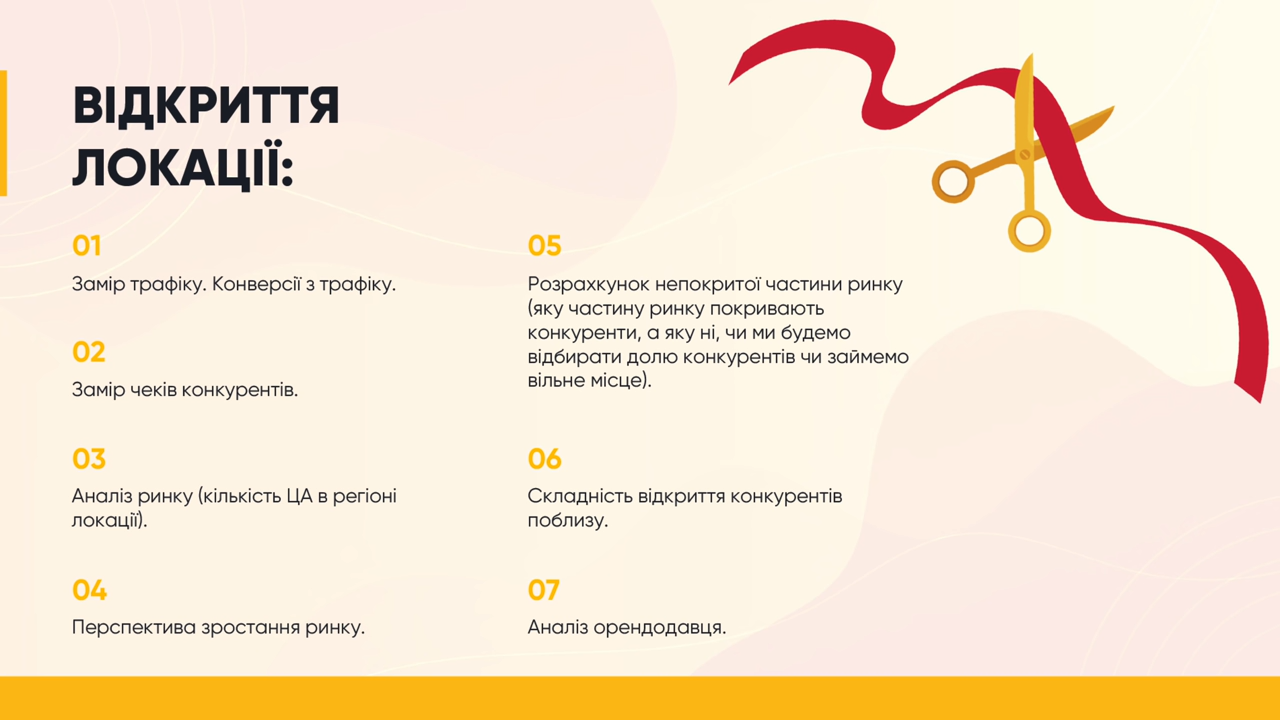 ВІДКРИТТЯ
ЛОКАЦІЇ:
01
Замір трафіку. Конверсії з трафіку.
02
Замір чеків конкурентів.
03
Аналіз ринку (кількість ЦА в регіоні
локації).
04
Перспектива зростання ринку.
05
Розрахунок непокритої частини ринку
(яку частину ринку покривають
конкуренти, а яку ні, чи ми будемо
відбирати долю конкурентів чи займемо
вільне місце).
06
Складність відкриття конкурентів
поблизу.
07
Аналіз орендодавця.